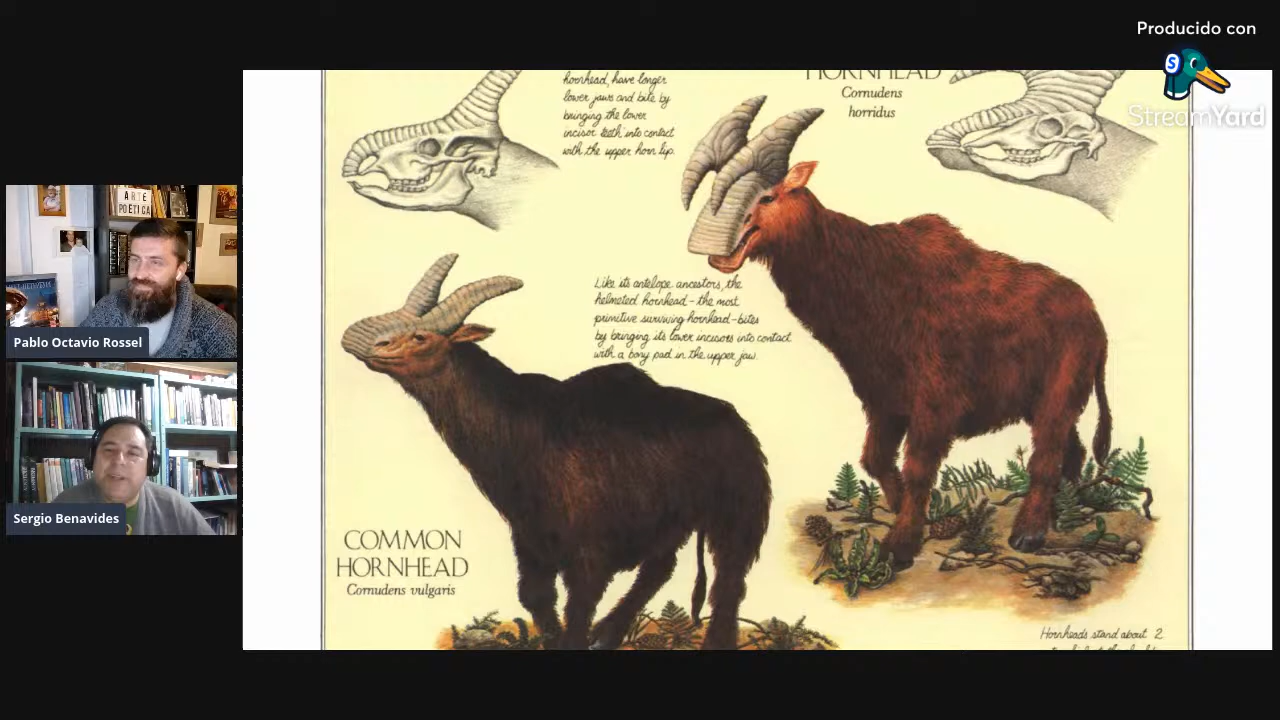 Producido con
StreamYard
hornhead, have longer
lower jaws and bite by
bringing the lower
incisor teeth into contact
with the upper horn lip.
HORNHEAD
Cornudens
horridus
ARTE
POÉTICA
Pablo Octavio Rossel
Like its antelope ancestors, the
helmeted hornhead - the most
primitive surviving hornhead - bites
by bringing its lower incisors into contact
with a bony pad in the upper jaw.
Sergio Benavides
COMMON
HORNHEAD
Cornudens vulgaris
Hornheads stand about 2